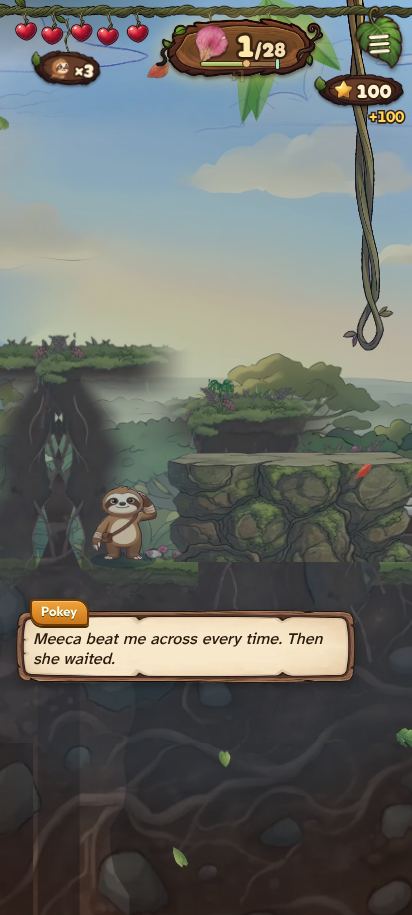 1/28
×3
100
+100
Pokey
Meeca beat me across every time. Then
she waited.